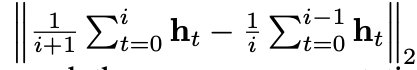 ‖ 1/(i+1) ∑_{t=0}^{i} h_t − 1/i ∑_{t=0}^{i−1} h_t ‖_2